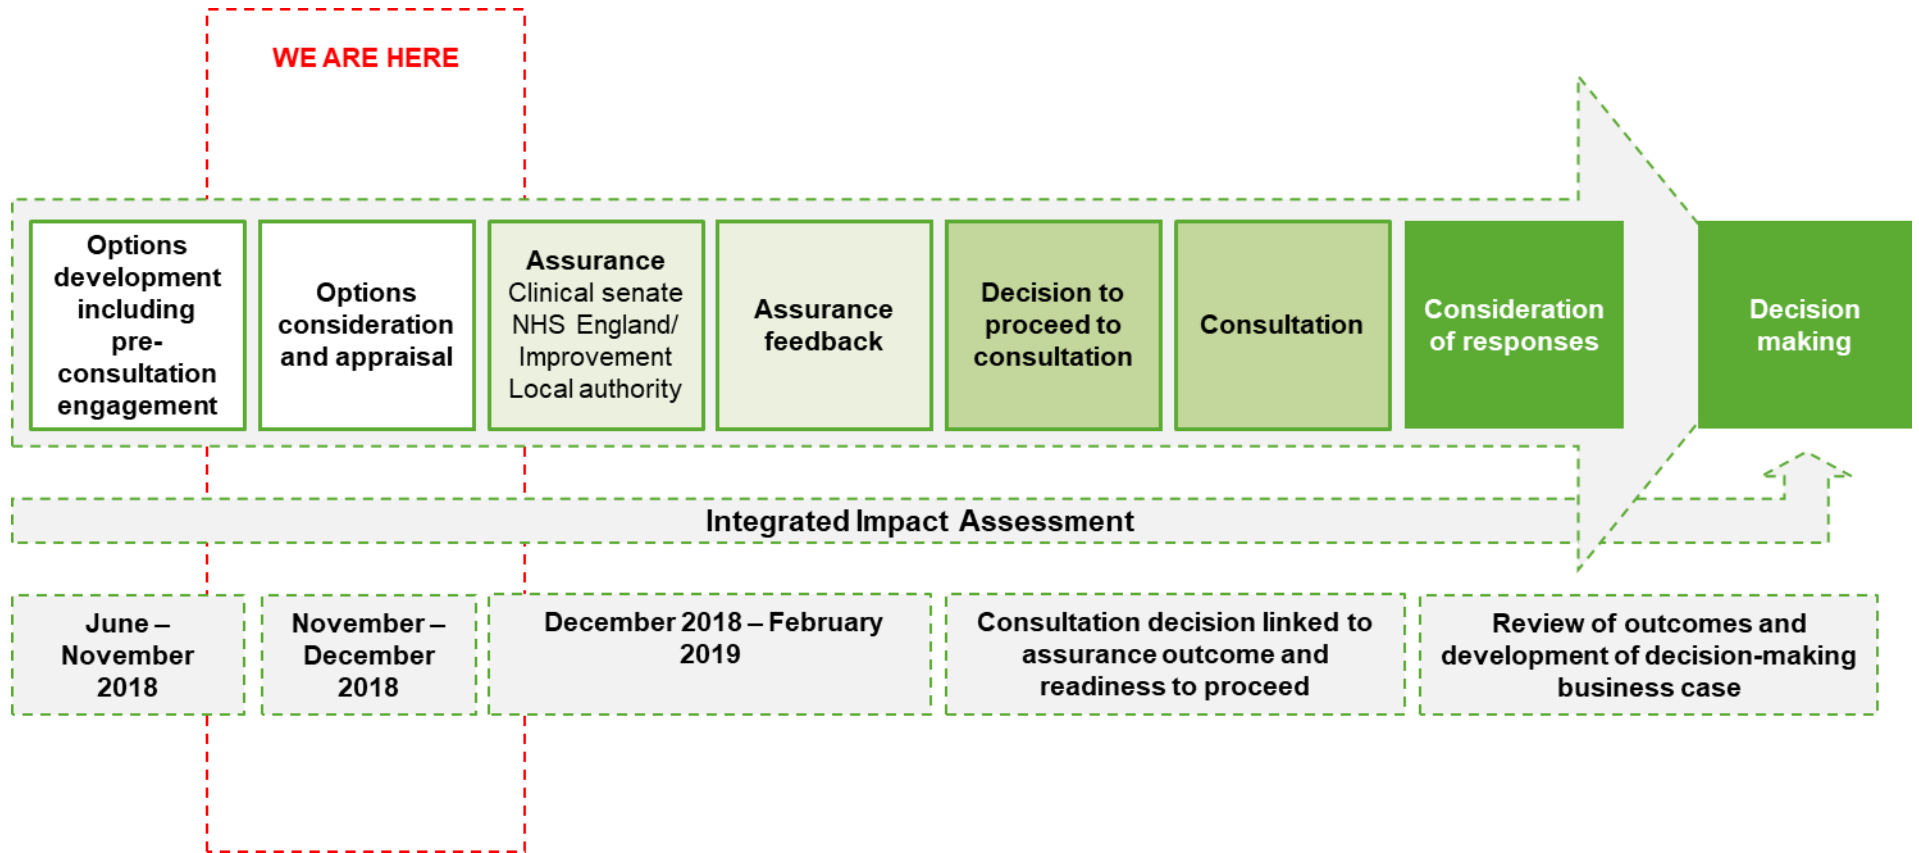 WE ARE HERE
Options
development
including
pre-
consultation
engagement
Options
consideration
and appraisal
Assurance
Clinical senate
NHS England/
Improvement
Local authority
Assurance
feedback
Decision to
proceed to
consultation
Consultation
Consideration
of responses
Decision
making
Integrated Impact Assessment
June –
November
2018
November –
December
2018
December 2018 – February
2019
Consultation decision linked to
assurance outcome and
readiness to proceed
Review of outcomes and
development of decision-making
business case